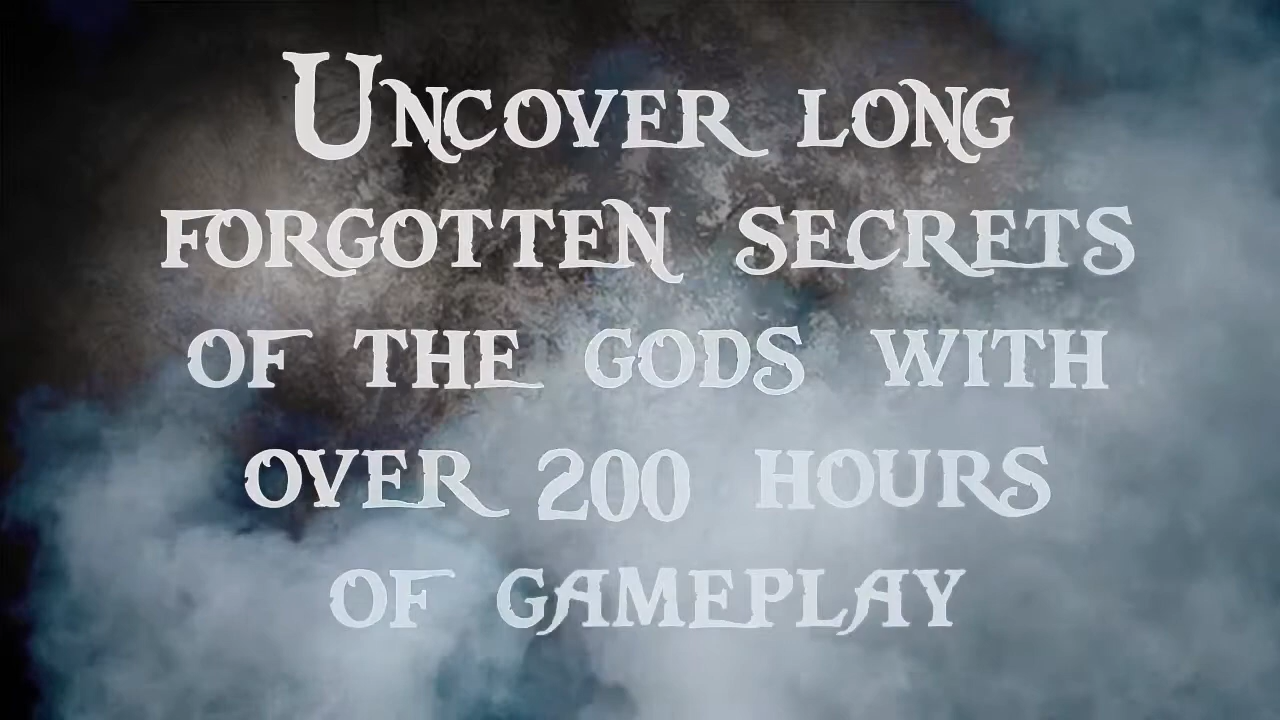 Uncover long
forgotten secrets
of the gods with
over 200 hours
of gameplay